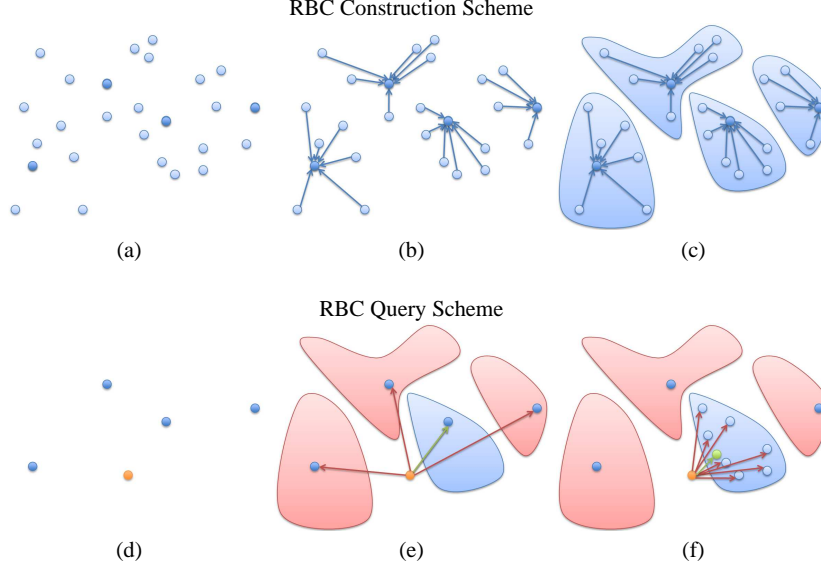 RBC Construction Scheme
(a)
(b)
(c)
RBC Query Scheme
(d)
(e)
(f)